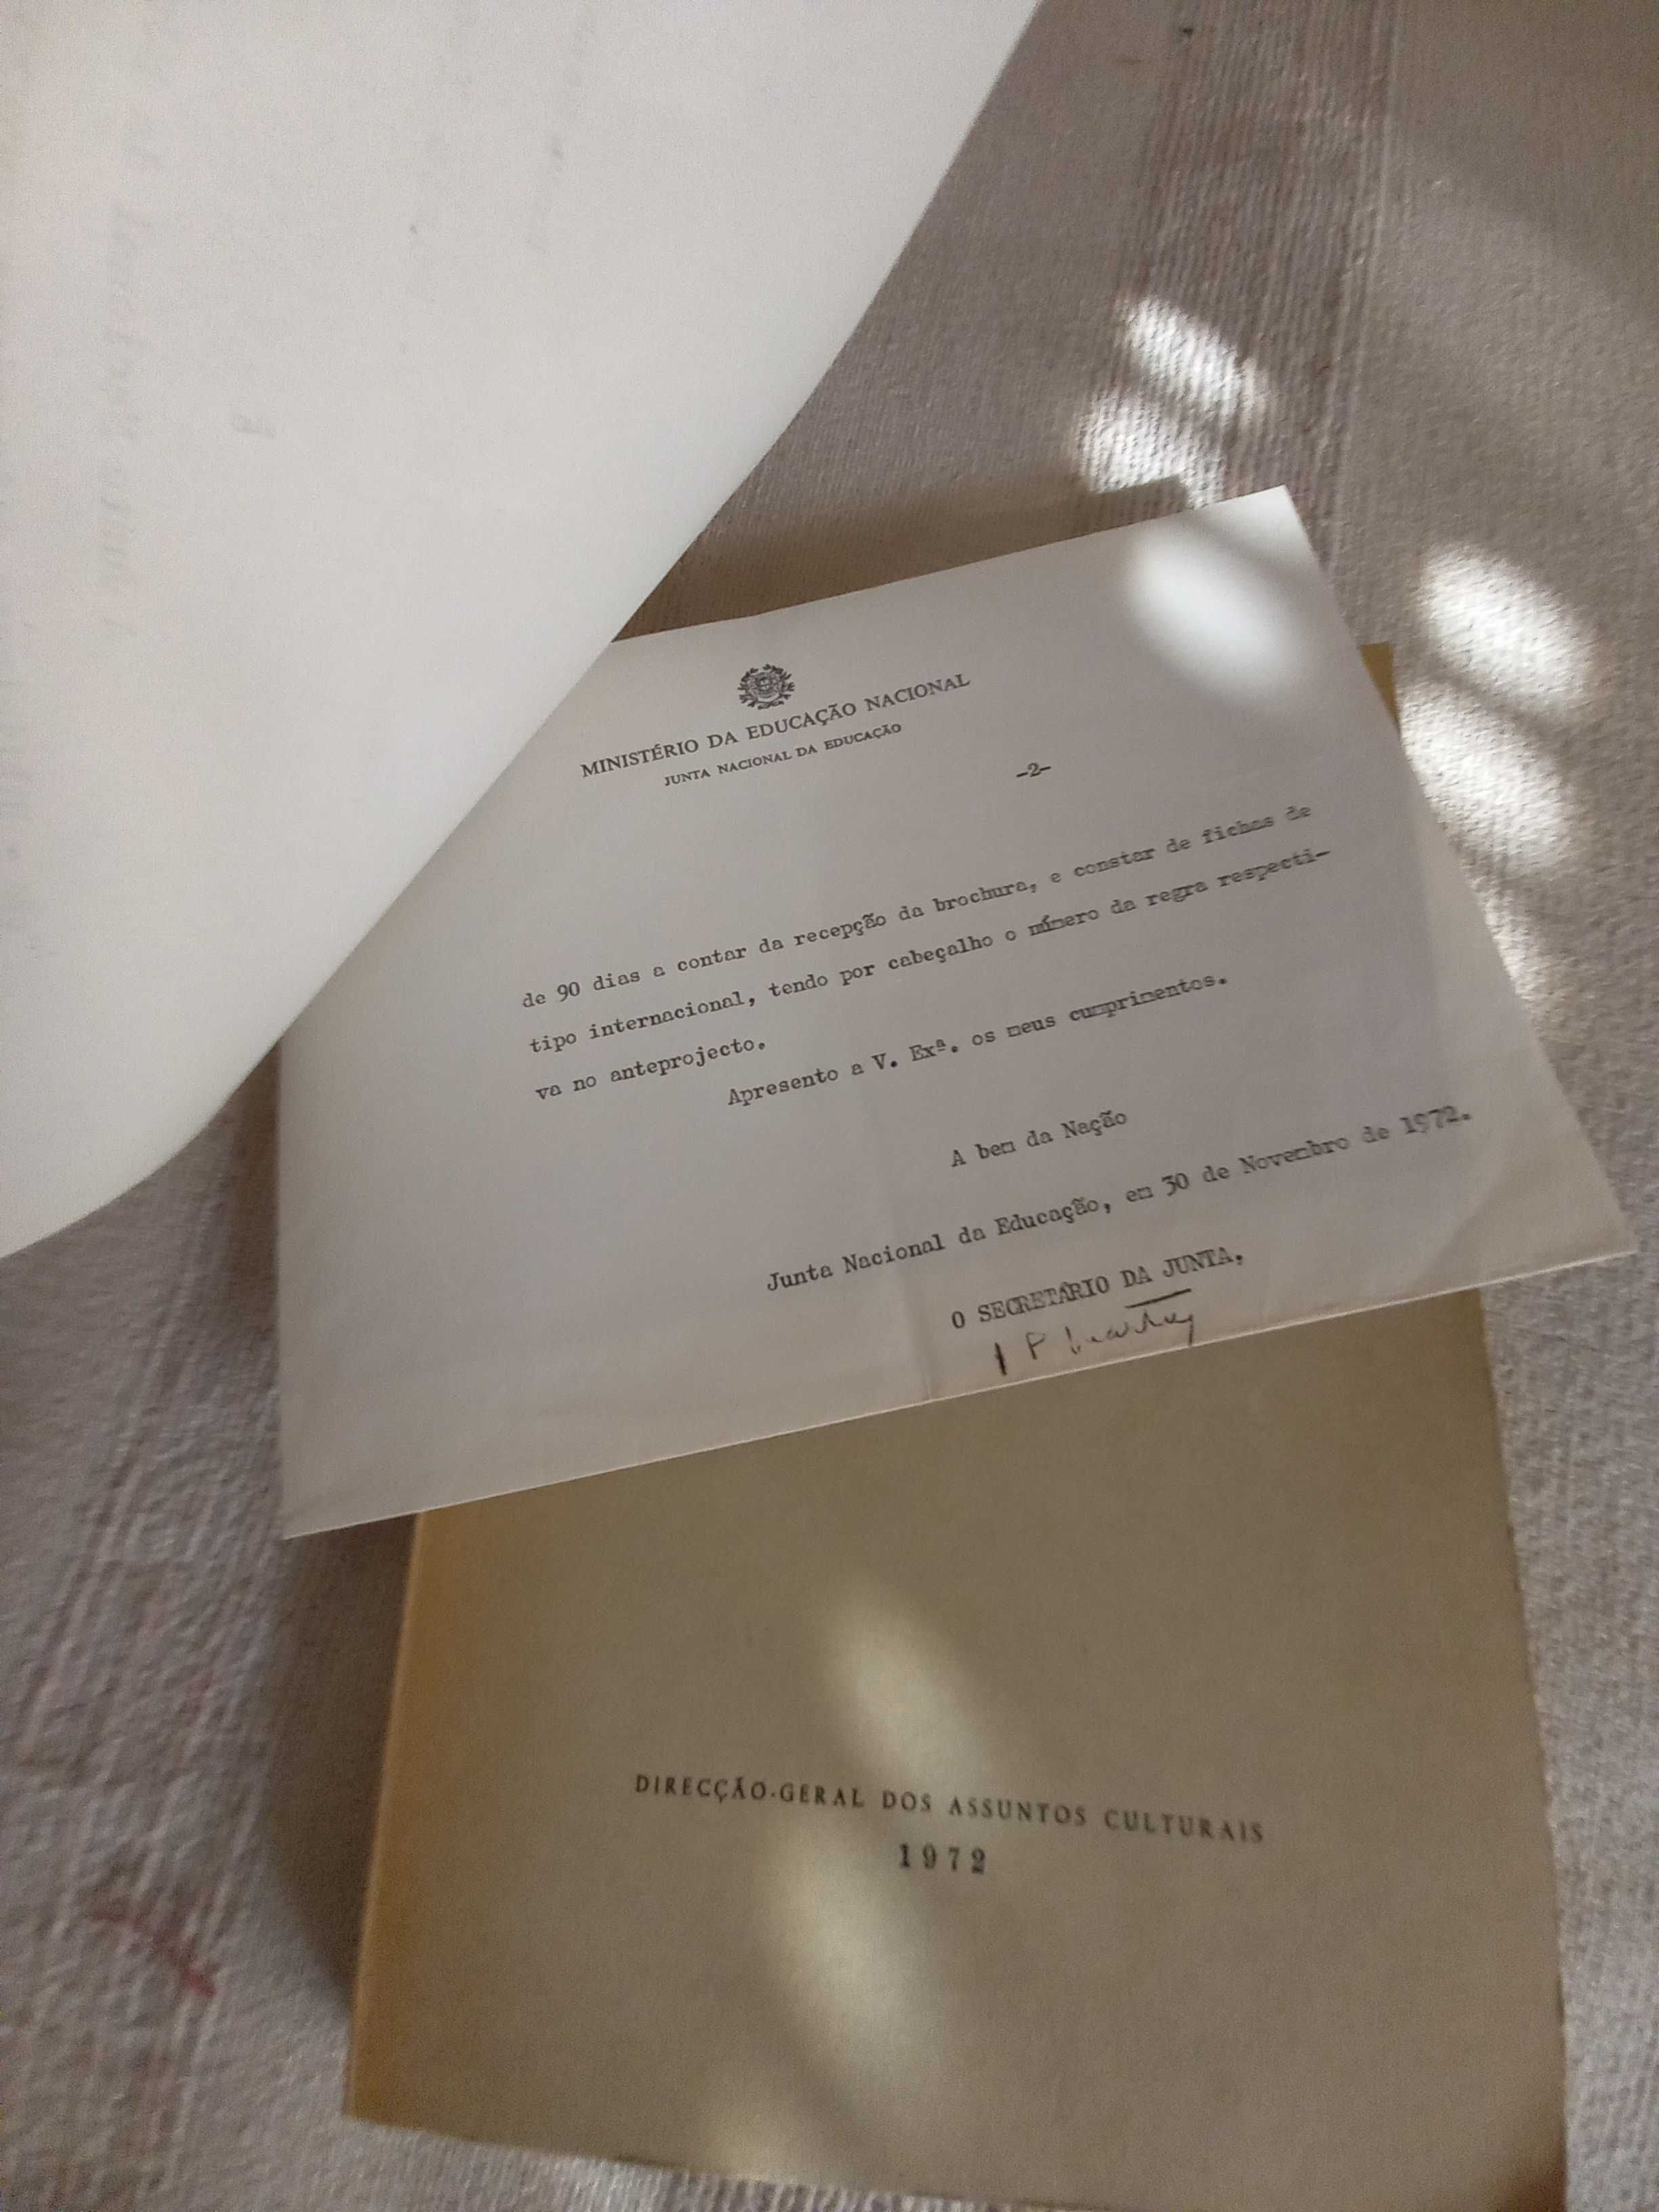 MINISTÉRIO DA EDUCAÇÃO NACIONAL
JUNTA NACIONAL DA EDUCAÇÃO
-2-
de 90 dias a contar da recepção da brochura, e constar de fichas de
tipo internacional, tendo por cabeçalho o número da regra respecti-
va no anteprojecto.
Apresento a V. Exª. os meus cumprimentos.
A bem da Nação
Junta Nacional da Educação, em 30 de Novembro de 1972.
O SECRETÁRIO DA JUNTA,
DIRECÇÃO-GERAL DOS ASSUNTOS CULTURAIS
1972